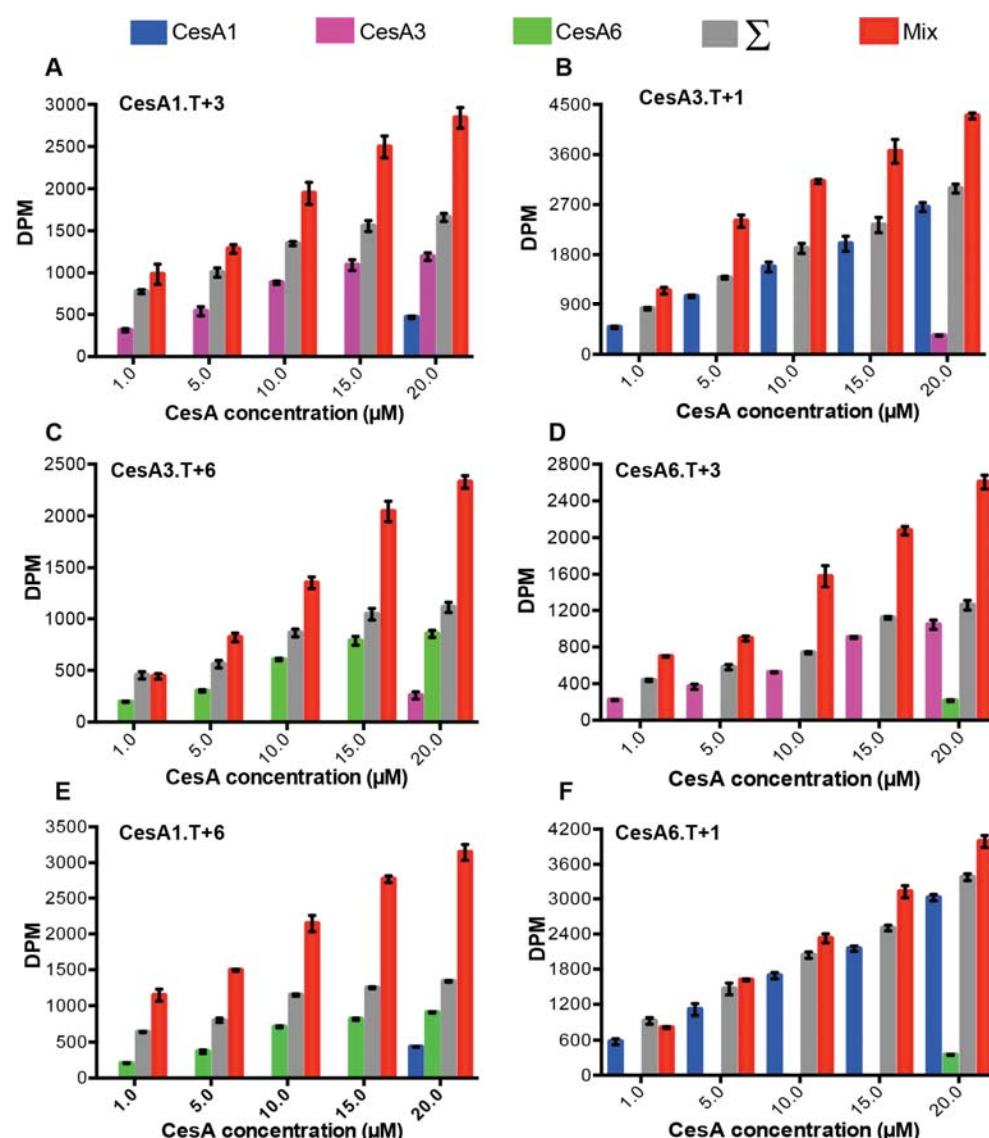 CesA1 CesA3 CesA6 Σ Mix
A
CesA1.T+3
3000
2500
2000
1500
1000
500
0
DPM
1.0 5.0 10.0 15.0 20.0
CesA concentration (µM)
B
CesA3.T+1
4500
3600
2700
1800
900
0
DPM
1.0 5.0 10.0 15.0 20.0
CesA concentration (µM)
C
CesA3.T+6
2500
2000
1500
1000
500
0
DPM
1.0 5.0 10.0 15.0 20.0
CesA concentration (µM)
D
CesA6.T+3
2800
2400
2000
1600
1200
800
400
0
DPM
1.0 5.0 10.0 15.0 20.0
CesA concentration (µM)
E
CesA1.T+6
3500
3000
2500
2000
1500
1000
500
0
DPM
1.0 5.0 10.0 15.0 20.0
CesA concentration (µM)
F
CesA6.T+1
4200
3600
3000
2400
1800
1200
600
0
DPM
1.0 5.0 10.0 15.0 20.0
CesA concentration (µM)